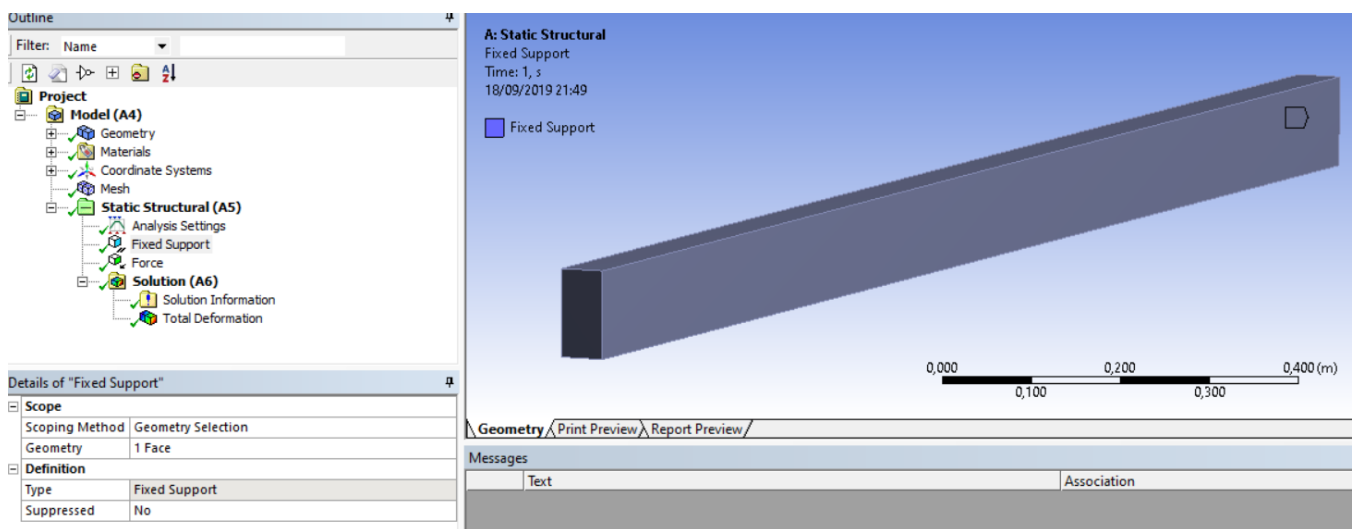 Outline
Filter: Name
Project
Model (A4)
Geometry
Materials
Coordinate Systems
Mesh
Static Structural (A5)
Analysis Settings
Fixed Support
Force
Solution (A6)
Solution Information
Total Deformation
Details of "Fixed Support"
Scope
Scoping Method Geometry Selection
Geometry 1 Face
Definition
Type Fixed Support
Suppressed No
A: Static Structural
Fixed Support
Time: 1, s
18/09/2019 21:49
Fixed Support
0,000 0,200 0,400 (m)
0,100 0,300
Geometry Print Preview Report Preview
Messages
Text Association